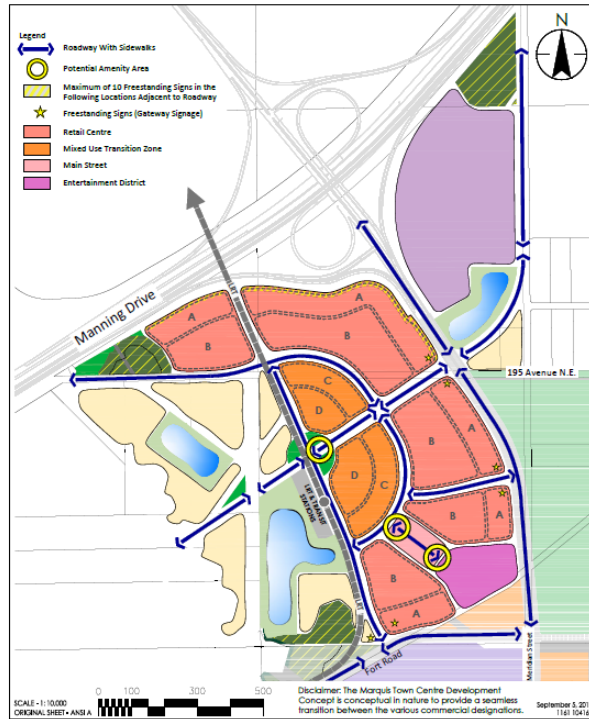 Legend
Roadway With Sidewalks
Potential Amenity Area
Maximum of 10 Freestanding Signs in the
Following Locations Adjacent to Roadway
Freestanding Signs (Gateway Signage)
Retail Centre
Mixed Use Transition Zone
Main Street
Entertainment District
N
LRT
Manning Drive
A
B
A
B
195 Avenue N.E.
C
D
A
B
D
C
LRT & TRANSIT
STATIONS
A
B
B
A
LRT
Fort Road
Meridian Street
SCALE - 1:10,000
ORIGINAL SHEET - ANSI A
0 100 300 500
Disclaimer: The Marquis Town Centre Development
Concept is conceptual in nature to provide a seamless
transition between the various commercial designations.